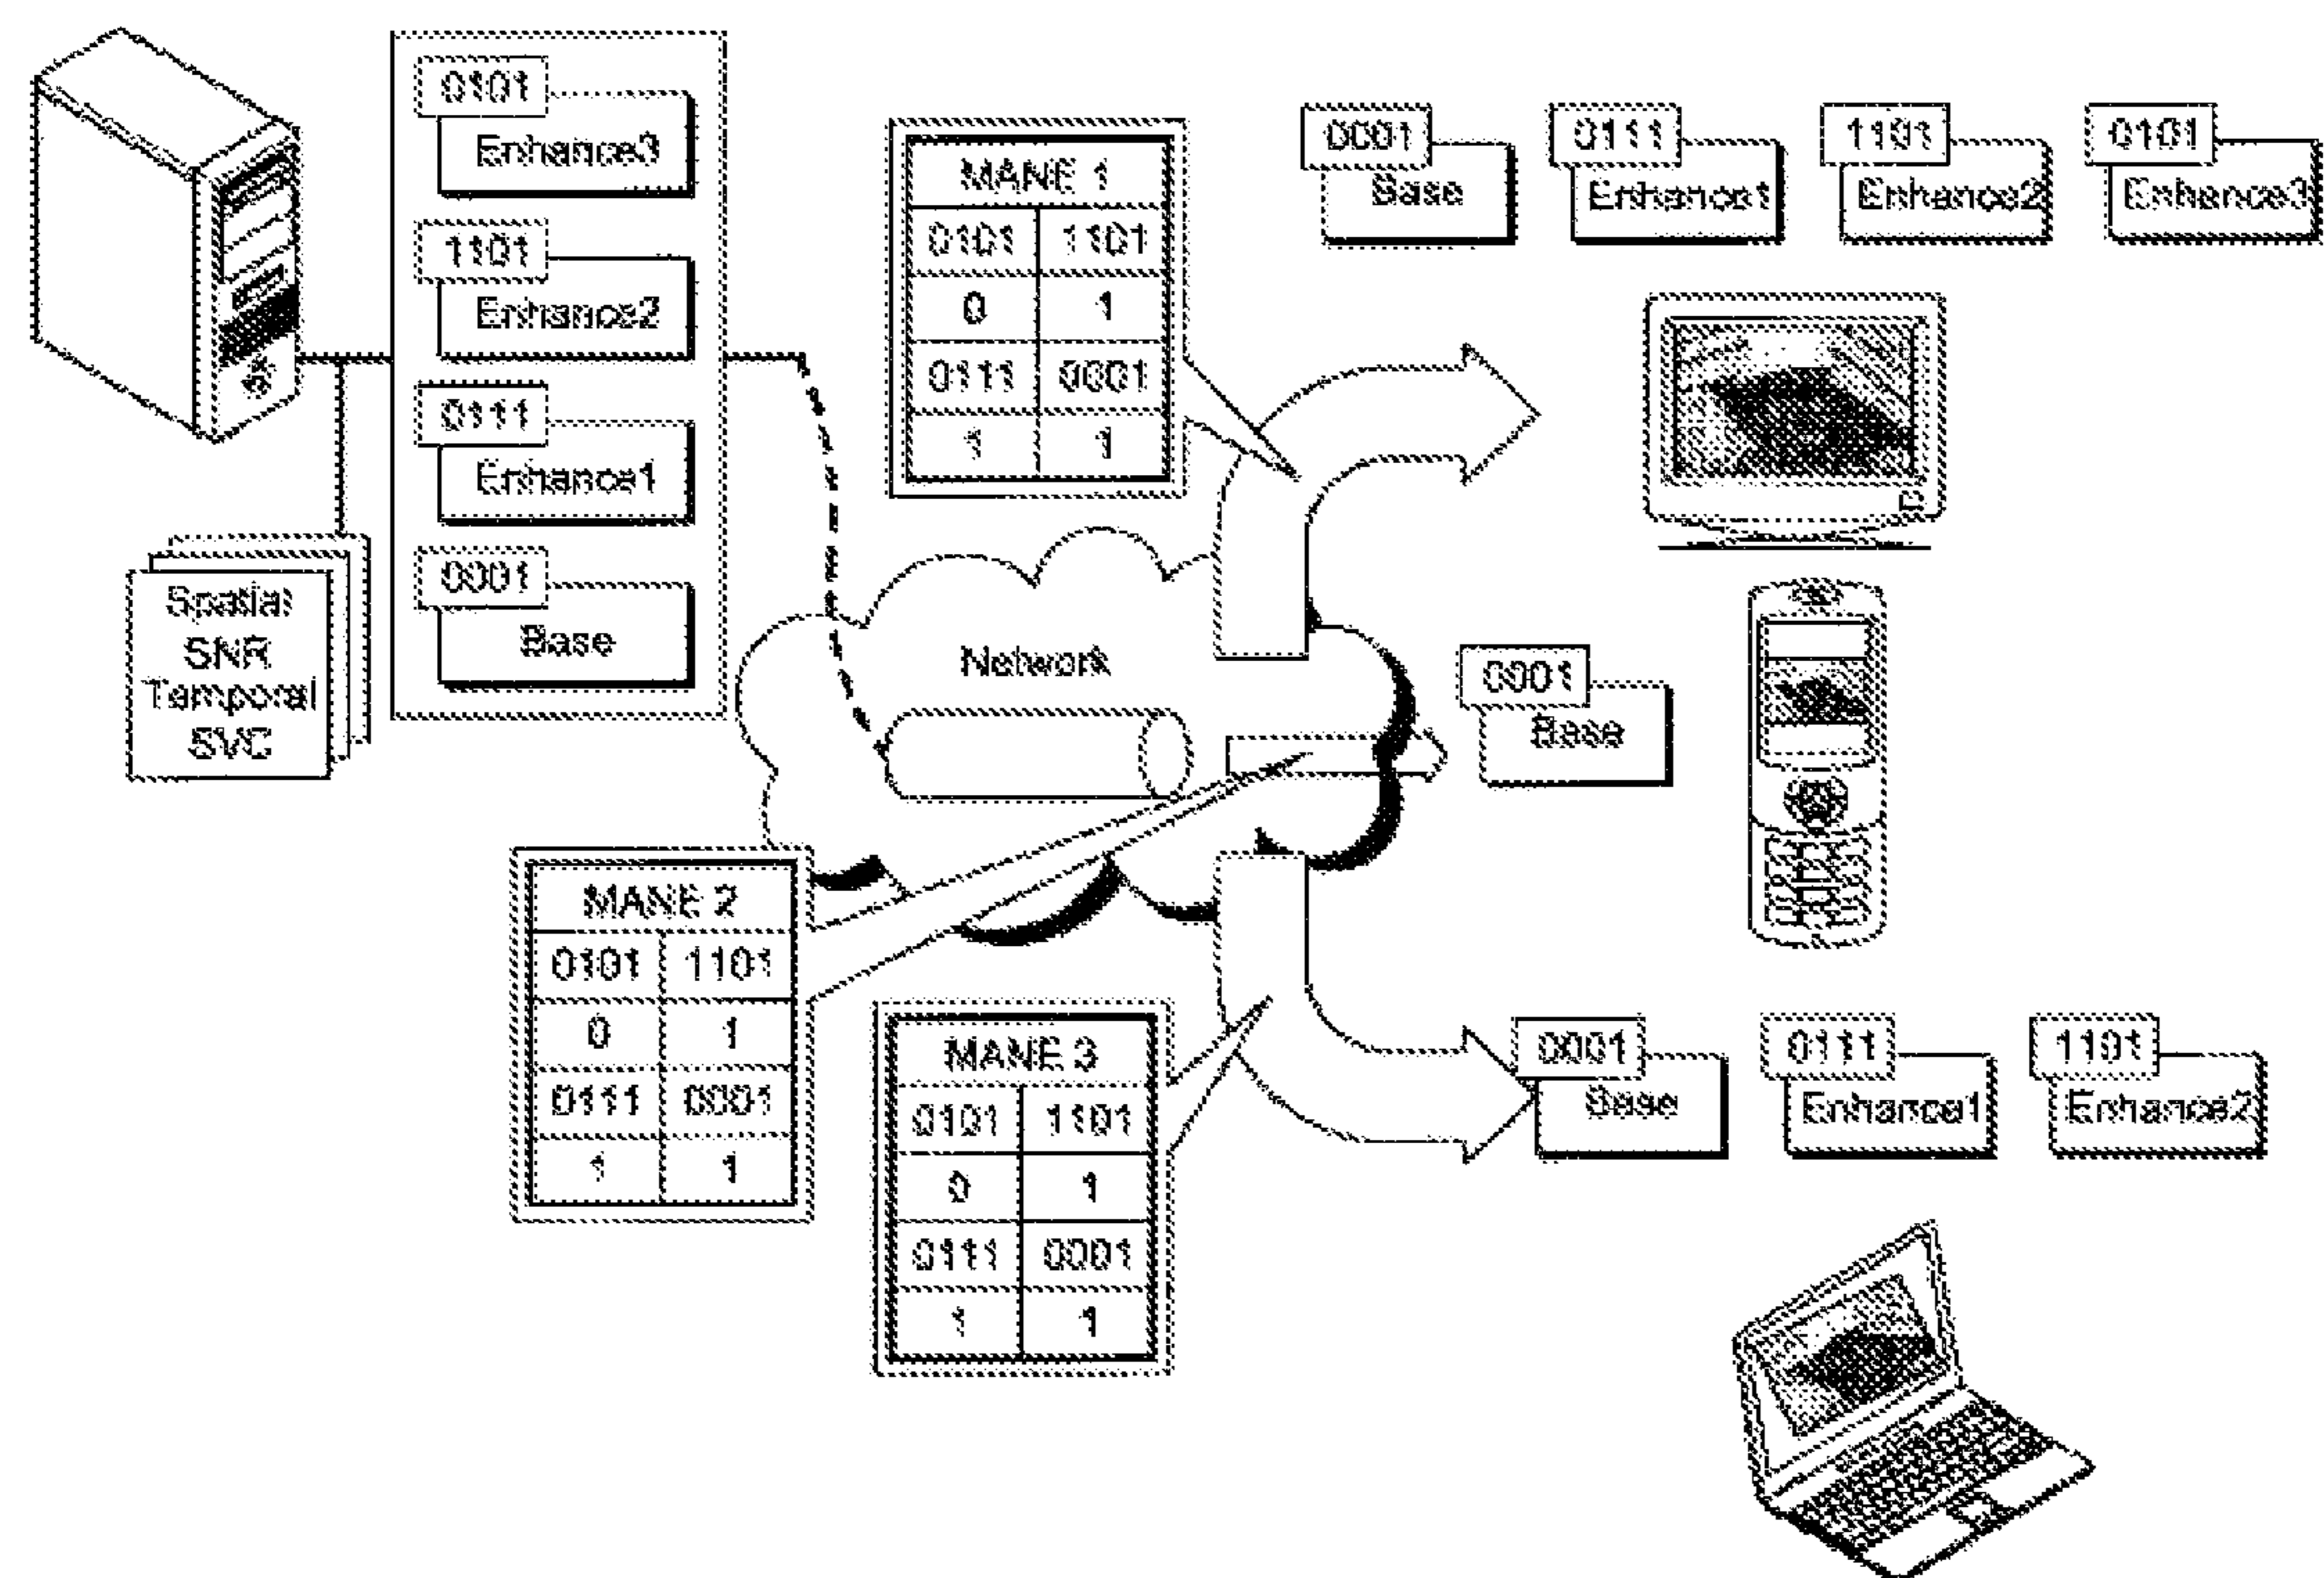 0101
Enhance3
1101
Enhance2
0111
Enhance1
0001
Base
Spatial
SNR
Temporal
SVC
MANE 1
0101 1101
0 1
0111 0001
1 1
0001
Base
0111
Enhance1
1101
Enhance2
0101
Enhance3
Network
0001
Base
MANE 2
0101 1101
0 1
0111 0001
1 1
MANE 3
0101 1101
0 1
0111 0001
1 1
0001
Base
0111
Enhance1
1101
Enhance2